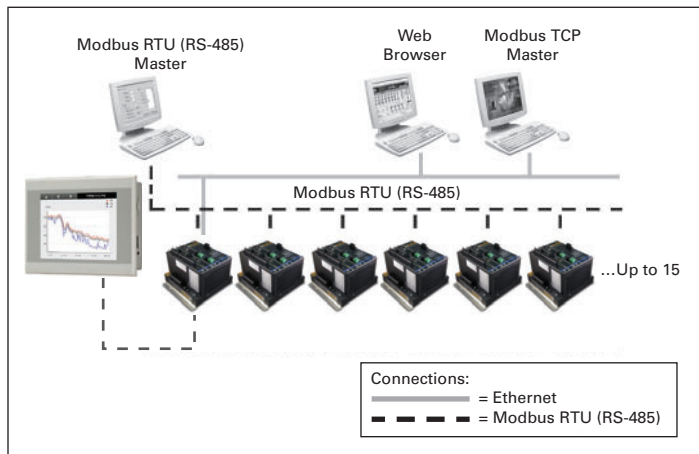 Modbus RTU (RS-485)
Master
Web
Browser
Modbus TCP
Master
Modbus RTU (RS-485)
...Up to 15
Connections:
= Ethernet
= Modbus RTU (RS-485)